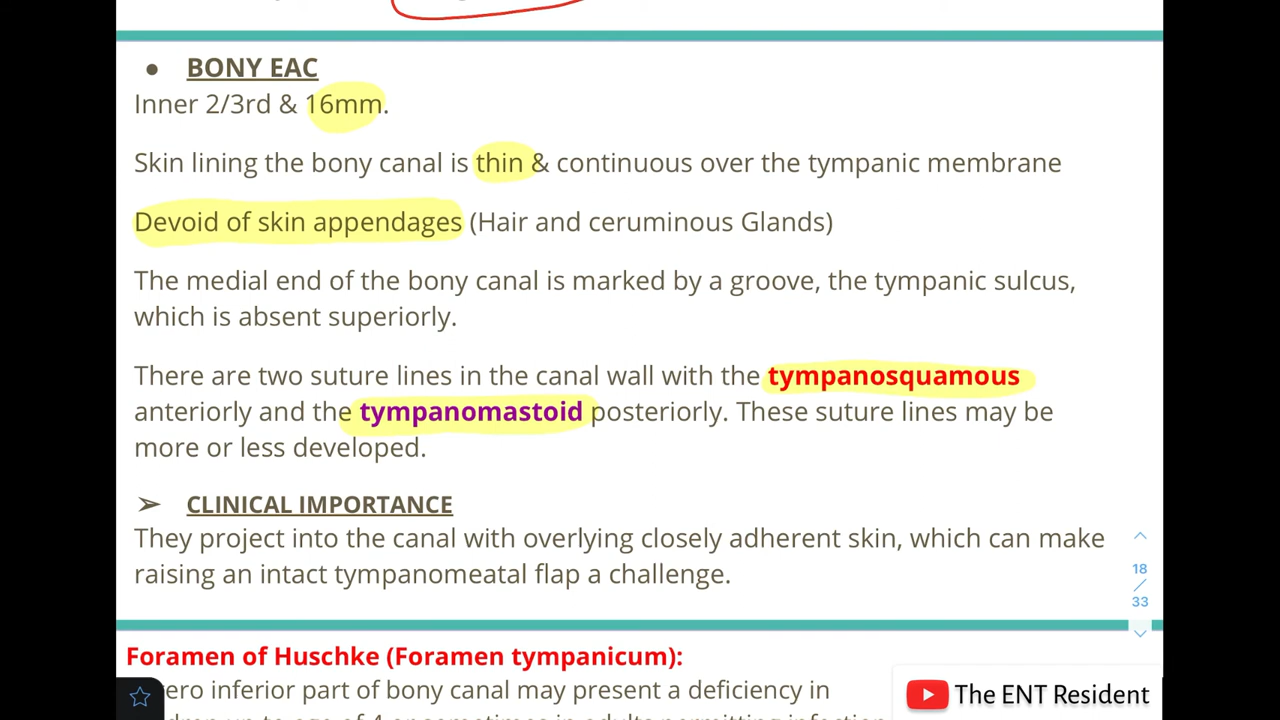 ● BONY EAC
Inner 2/3rd & 16mm.
Skin lining the bony canal is thin & continuous over the tympanic membrane
Devoid of skin appendages (Hair and ceruminous Glands)
The medial end of the bony canal is marked by a groove, the tympanic sulcus,
which is absent superiorly.
There are two suture lines in the canal wall with the tympanosquamous
anteriorly and the tympanomastoid posteriorly. These suture lines may be
more or less developed.
➢ CLINICAL IMPORTANCE
They project into the canal with overlying closely adherent skin, which can make
raising an intact tympanomeatal flap a challenge.
18
/
33
Foramen of Huschke (Foramen tympanicum):
inferior part of bony canal may present a deficiency in
The ENT Resident